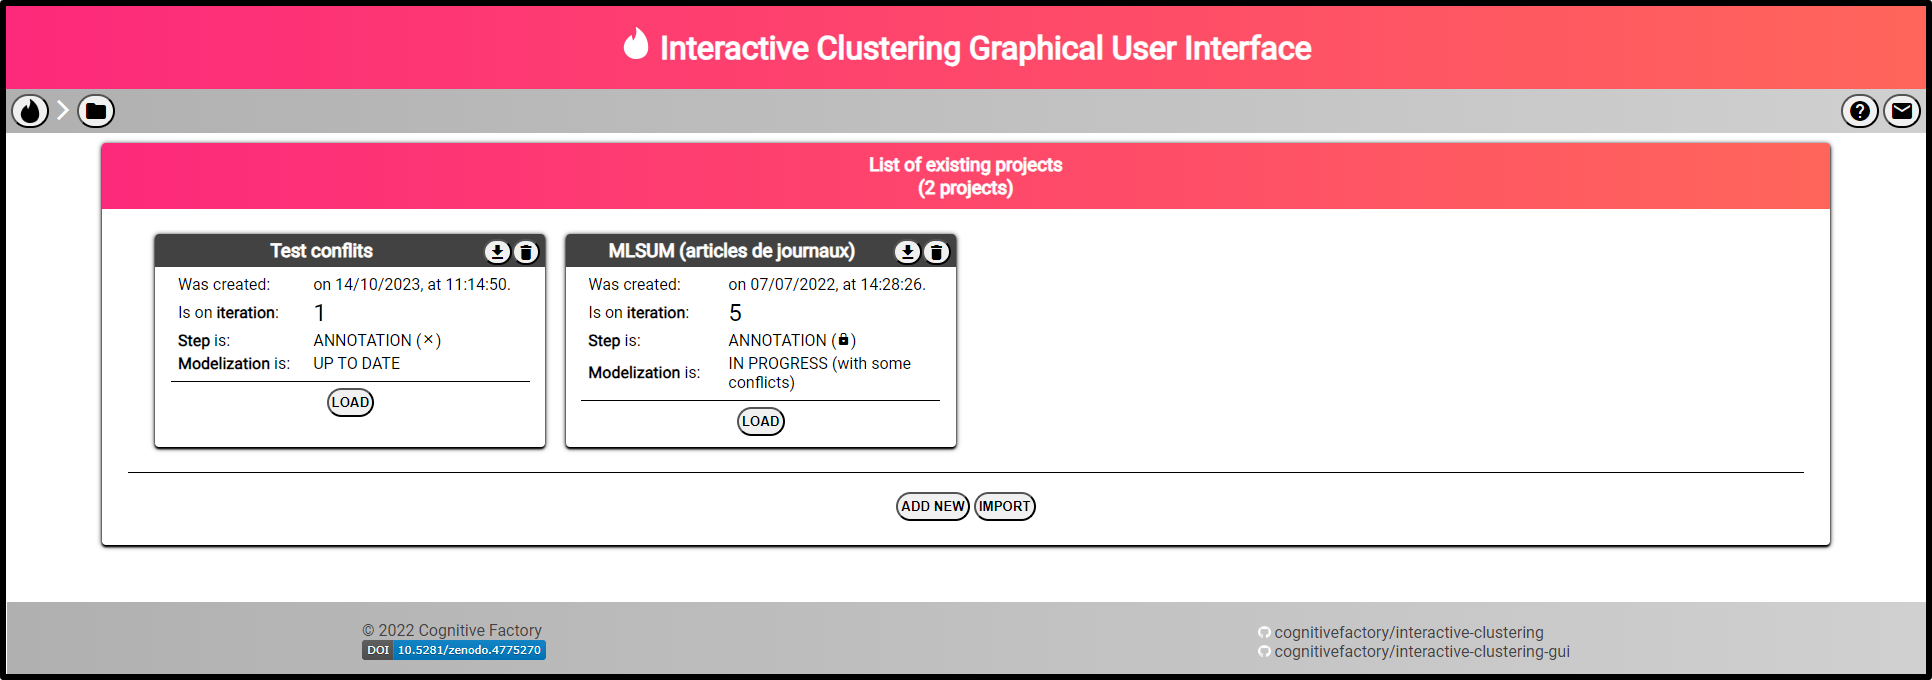 Interactive Clustering Graphical User Interface
List of existing projects
(2 projects)
Test conflits
Was created: on 14/10/2023, at 11:14:50.
Is on iteration: 1
Step is: ANNOTATION (×)
Modelization is: UP TO DATE
LOAD
MLSUM (articles de journaux)
Was created: on 07/07/2022, at 14:28:26.
Is on iteration: 5
Step is: ANNOTATION (🔒)
Modelization is: IN PROGRESS (with some
conflicts)
LOAD
ADD NEW IMPORT
© 2022 Cognitive Factory
DOI 10.5281/zenodo.4775270
cognitivefactory/interactive-clustering
cognitivefactory/interactive-clustering-gui